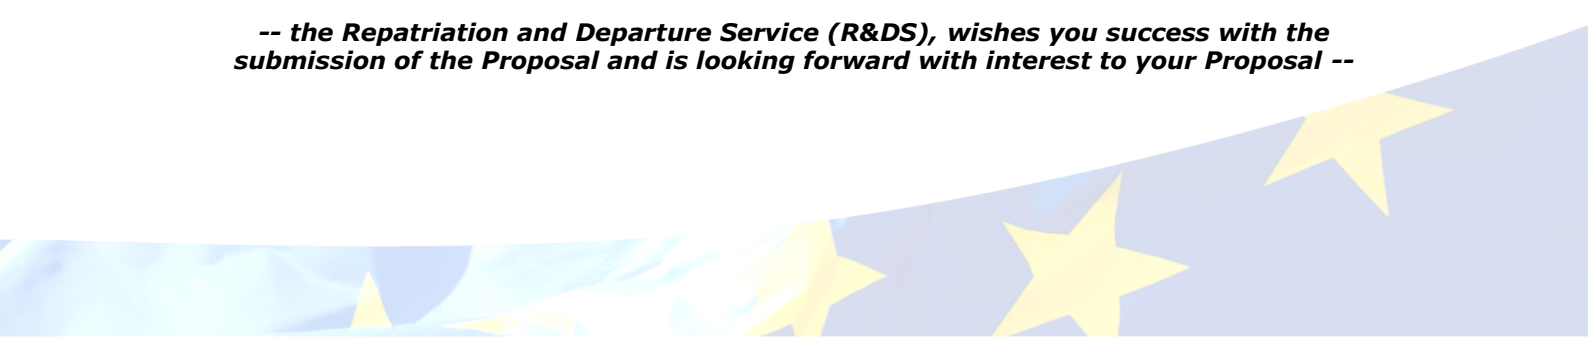 -- the Repatriation and Departure Service (R&DS), wishes you success with the
submission of the Proposal and is looking forward with interest to your Proposal --